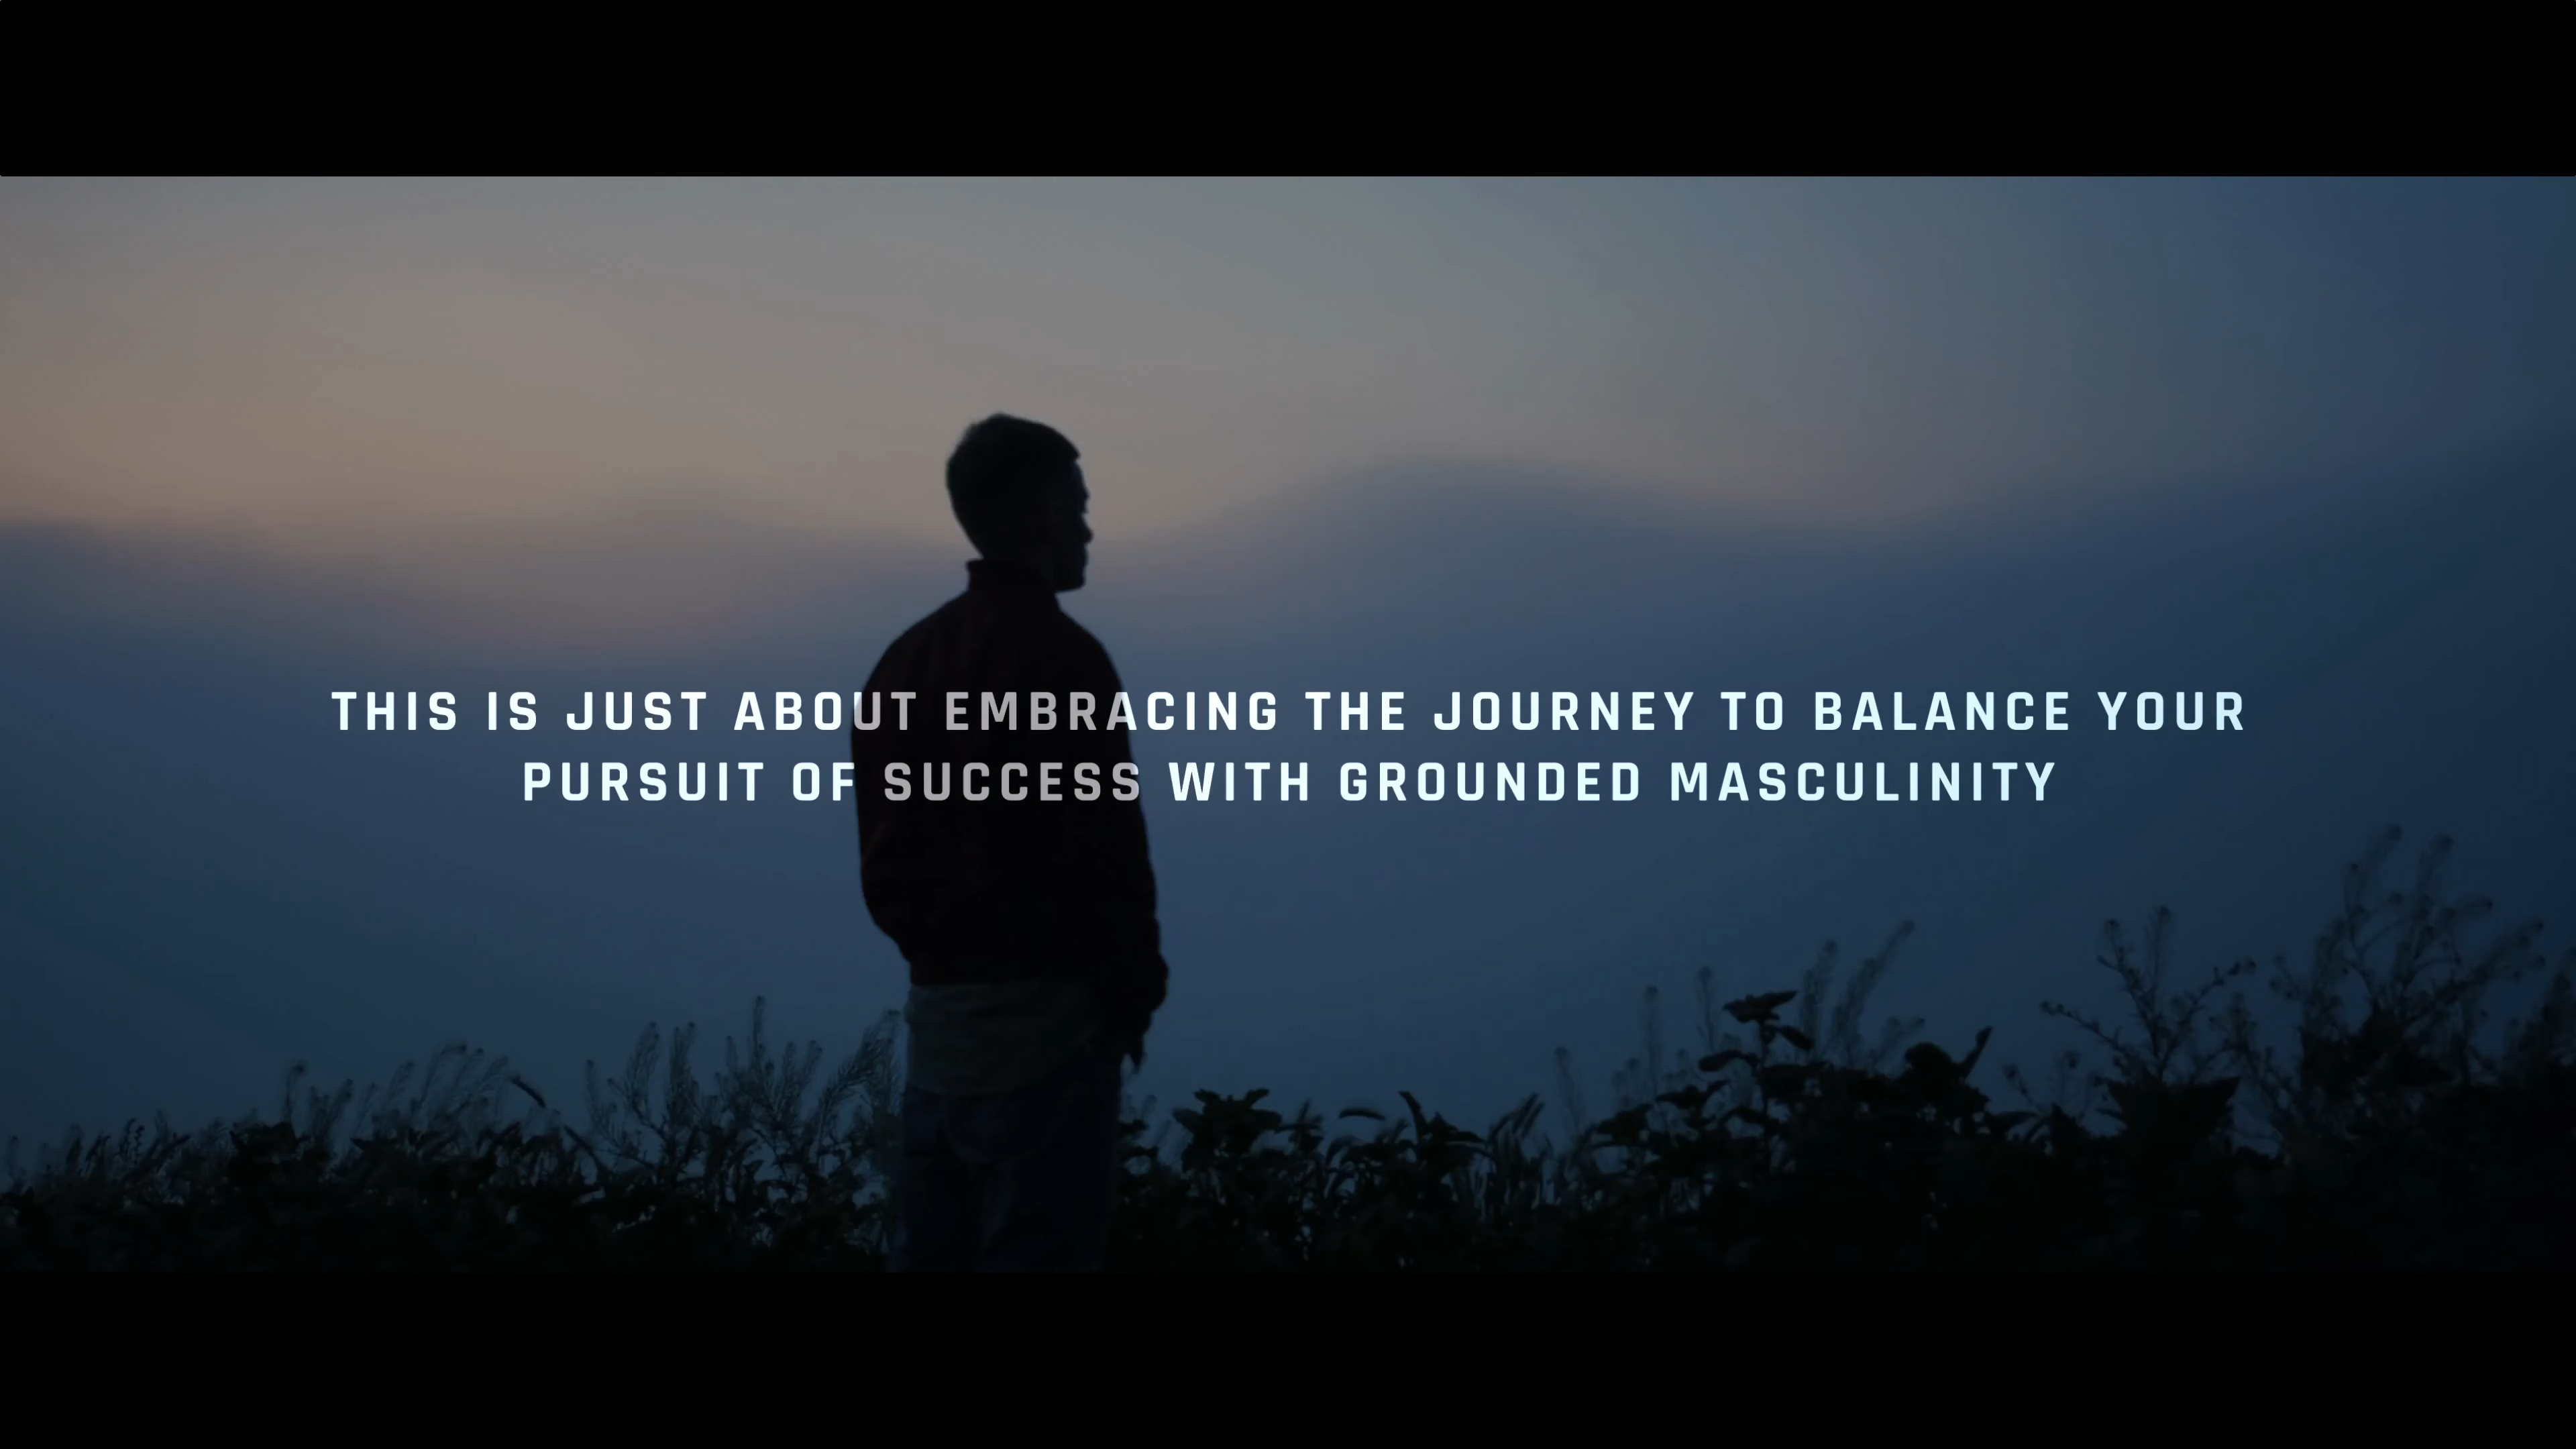 THIS IS JUST ABOUT EMBRACING THE JOURNEY TO BALANCE YOUR
PURSUIT OF SUCCESS WITH GROUNDED MASCULINITY